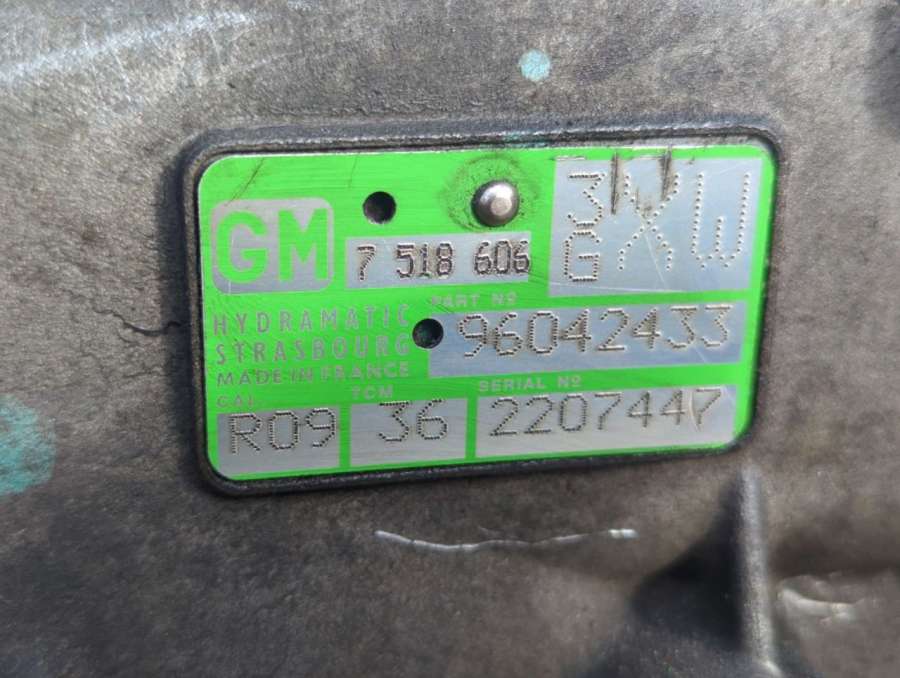 GM
7 518 606
3 X W
G
PART Nº
HYDRAMATIC
96042433
STRASBOURG
MADE IN FRANCE
CAL.
TCM
SERIAL Nº
R09
36
2207447